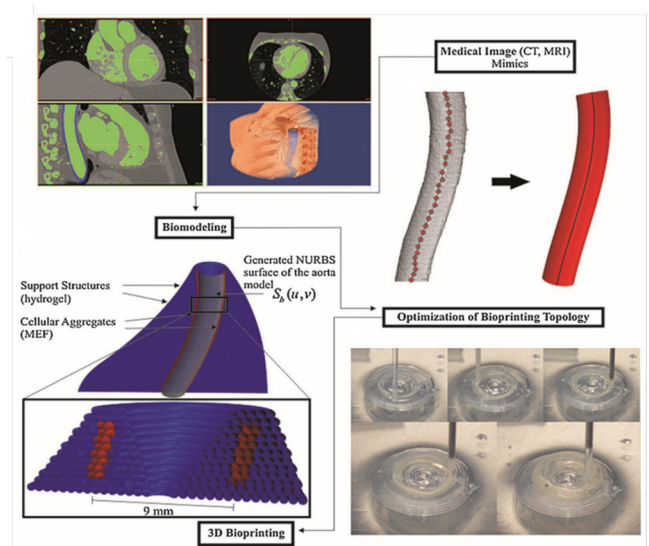 Medical Image (CT, MRI)
Mimics
Biomodeling
Generated NURBS
surface of the aorta
model
S_b(u,v)
Support Structures
(hydrogel)
Cellular Aggregates
(MEF)
Optimization of Bioprinting Topology
9 mm
3D Bioprinting